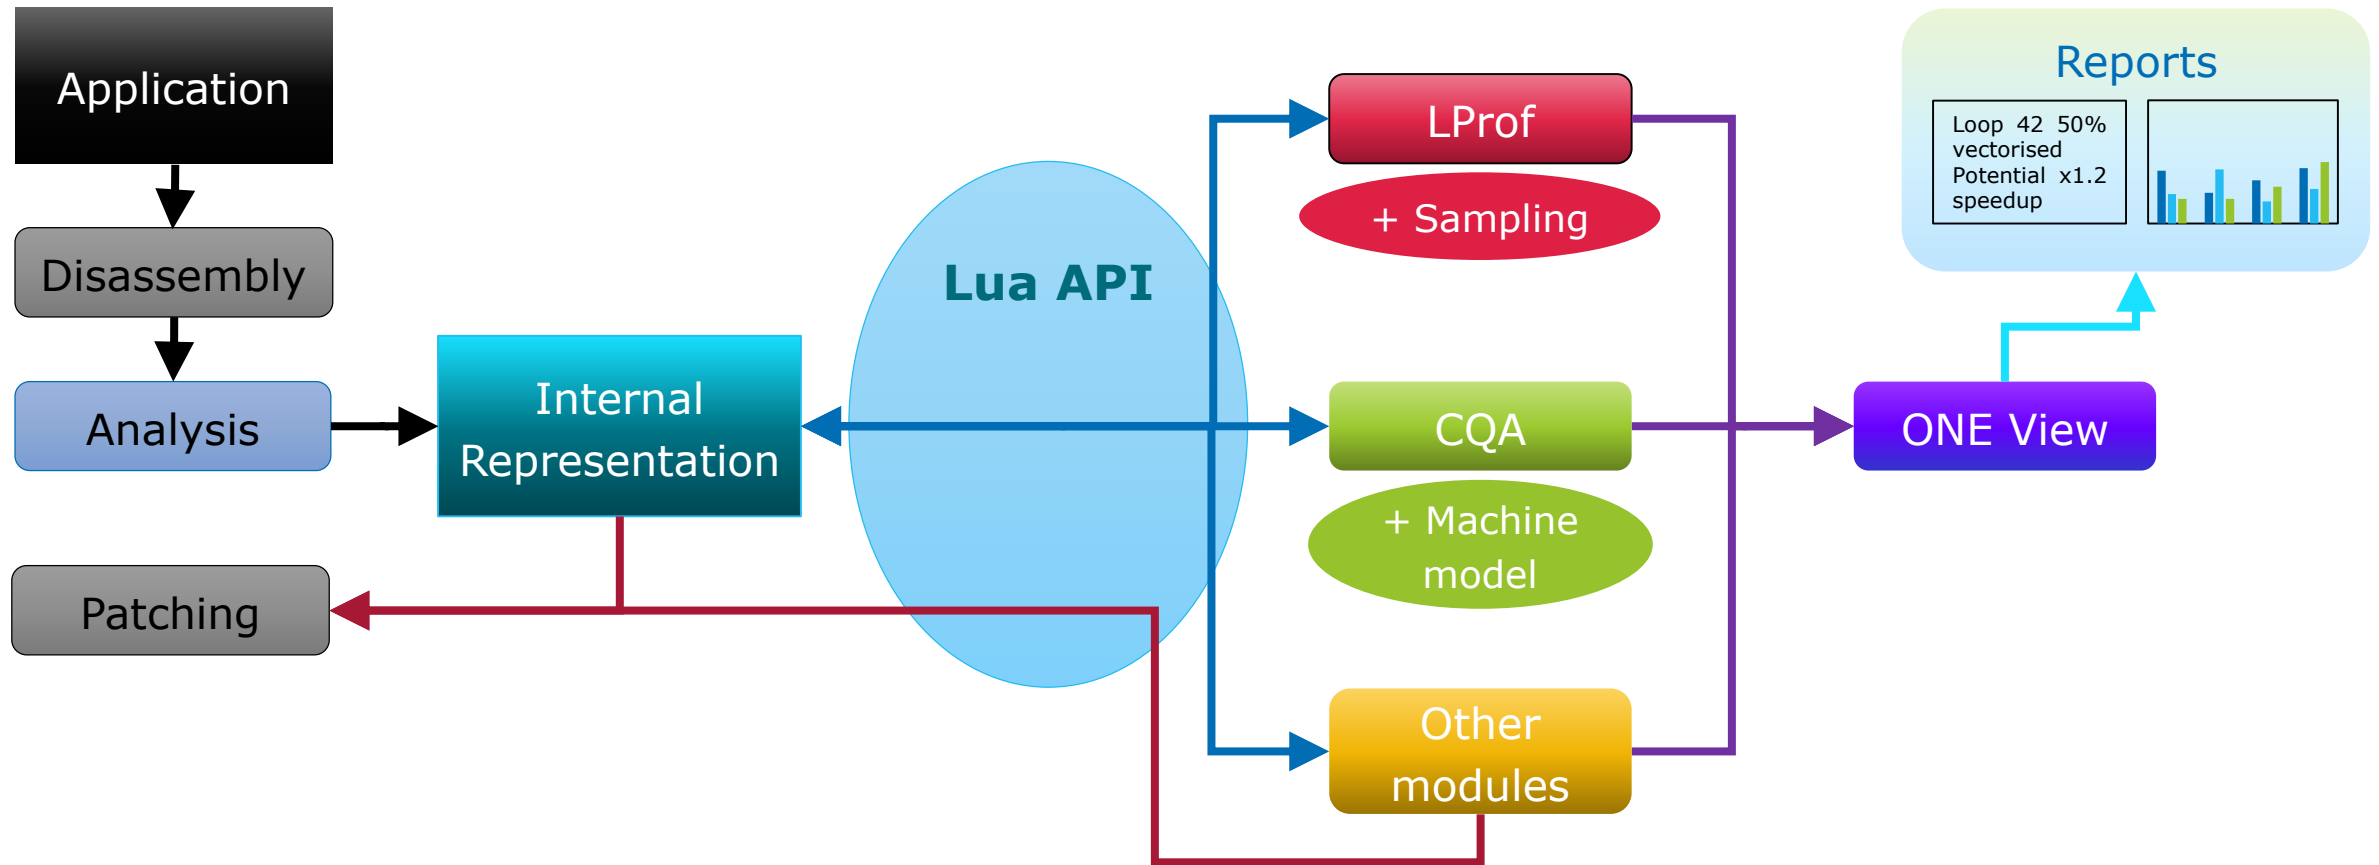 Application
Disassembly
Analysis
Patching
Internal
Representation
Lua API
LProf
+ Sampling
CQA
+ Machine
model
Other
modules
ONE View
Reports
Loop 42 50%
vectorised
Potential x1.2
speedup